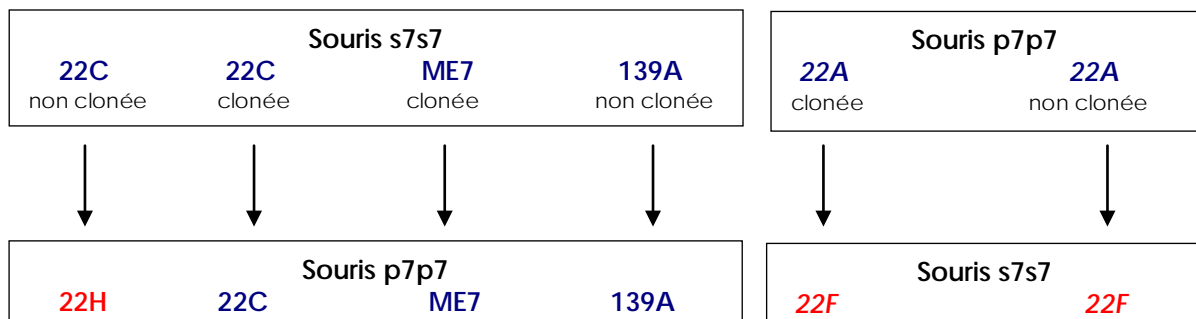 Souris s7s7
22C 22C ME7 139A
non clonée clonée clonée non clonée
Souris p7p7
22A 22A
clonée non clonée
Souris p7p7
22H 22C ME7 139A
Souris s7s7
22F 22F